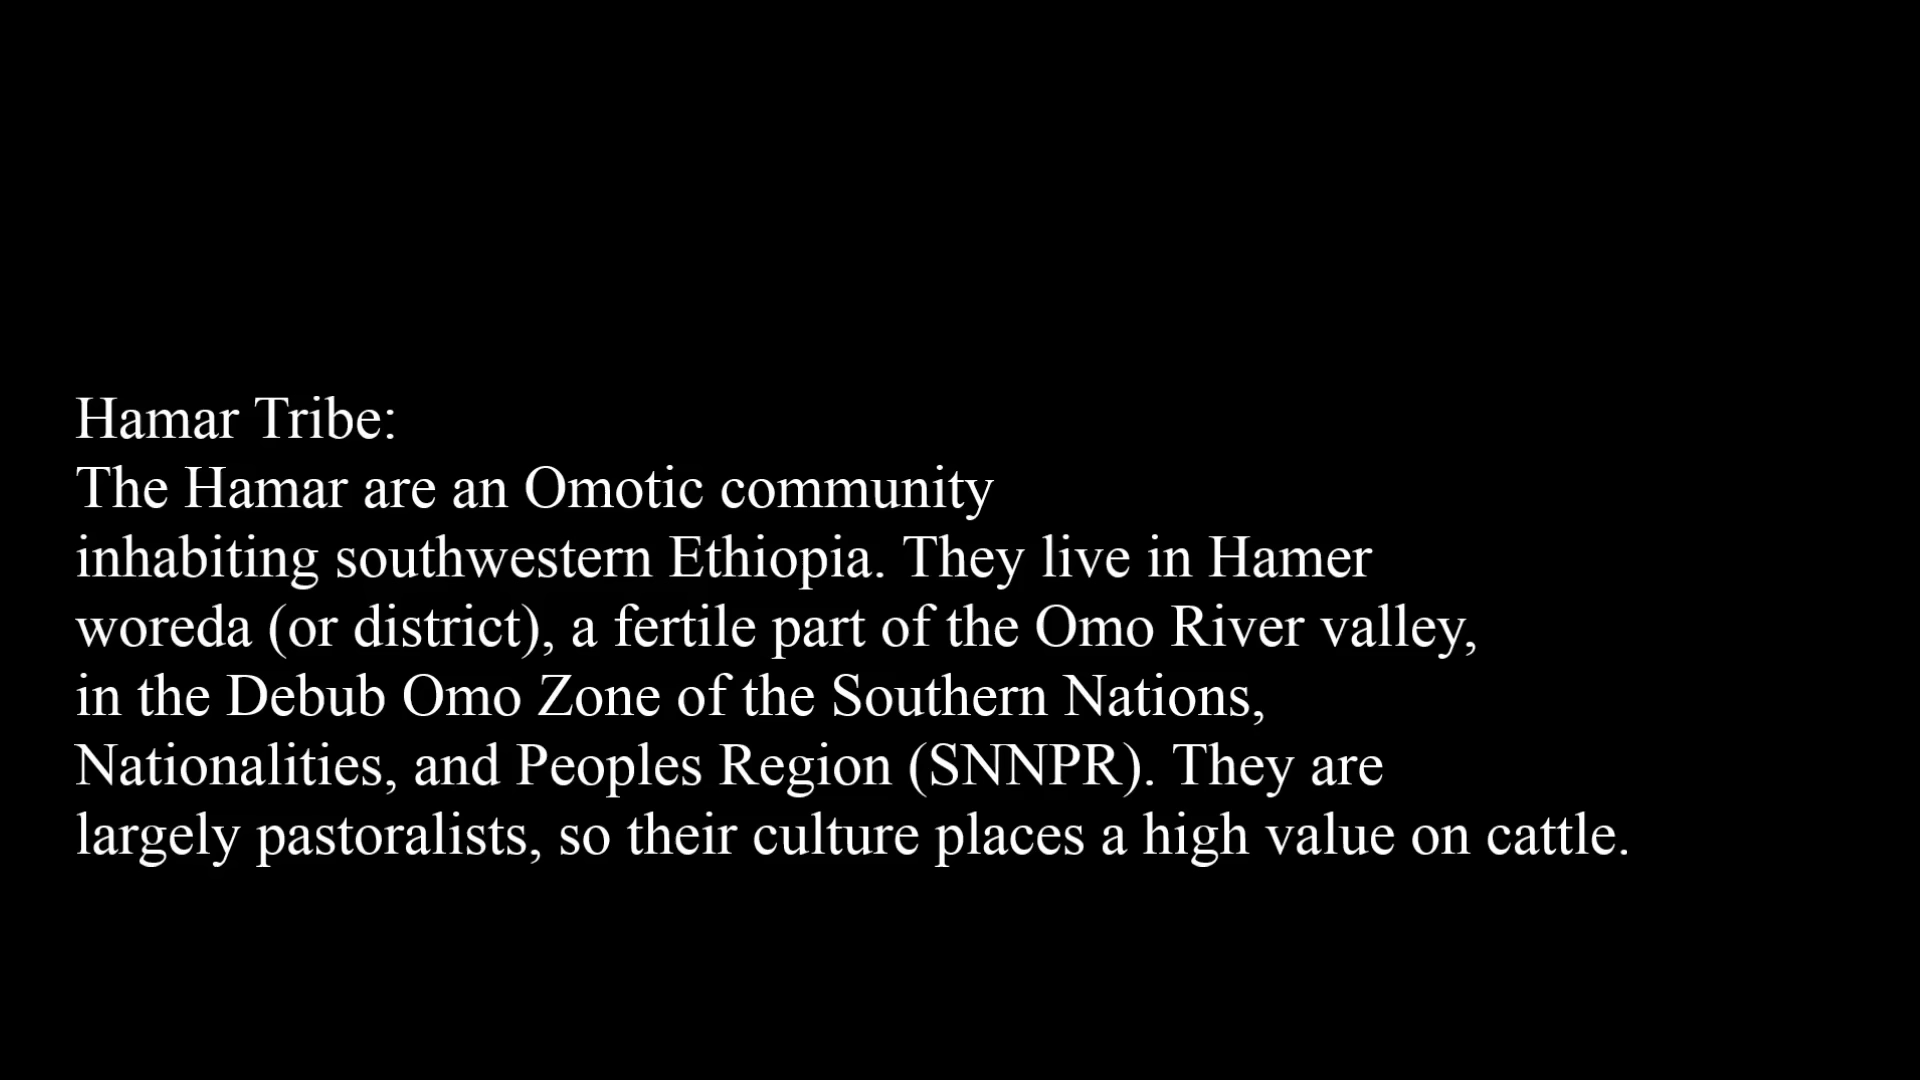 Hamar Tribe:
The Hamar are an Omotic community
inhabiting southwestern Ethiopia. They live in Hamer
woreda (or district), a fertile part of the Omo River valley,
in the Debub Omo Zone of the Southern Nations,
Nationalities, and Peoples Region (SNNPR). They are
largely pastoralists, so their culture places a high value on cattle.